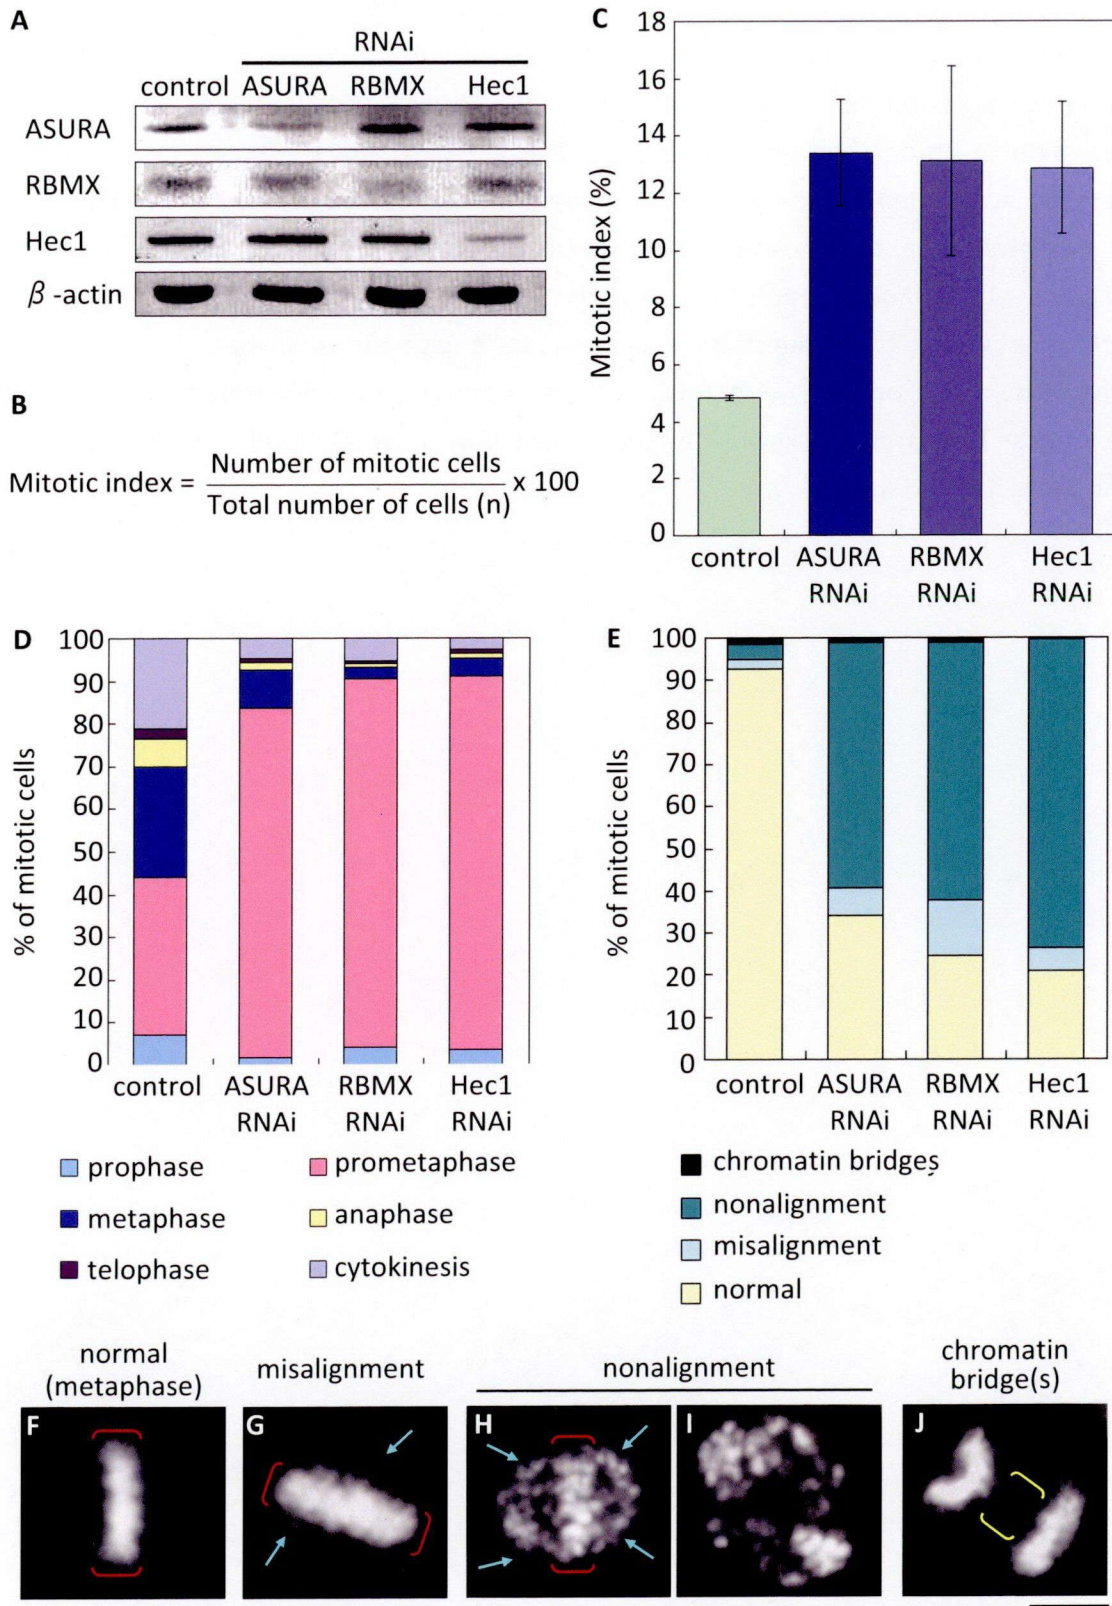 A
RNAi
control ASURA RBMX Hec1
ASURA
RBMX
Hec1
β-actin
B
Mitotic index = Number of mitotic cells / Total number of cells (n) x 100
C
Mitotic index (%)
18
16
14
12
10
8
6
4
2
0
control ASURA RBMX Hec1
RNAi RNAi RNAi
D
% of mitotic cells
100
90
80
70
60
50
40
30
20
10
0
control ASURA RBMX Hec1
RNAi RNAi RNAi
prophase prometaphase
metaphase anaphase
telophase cytokinesis
E
% of mitotic cells
100
90
80
70
60
50
40
30
20
10
0
control ASURA RBMX Hec1
RNAi RNAi RNAi
chromatin bridges
nonalignment
misalignment
normal
normal
(metaphase)
misalignment
nonalignment
chromatin
bridge(s)
F
G
H
I
J